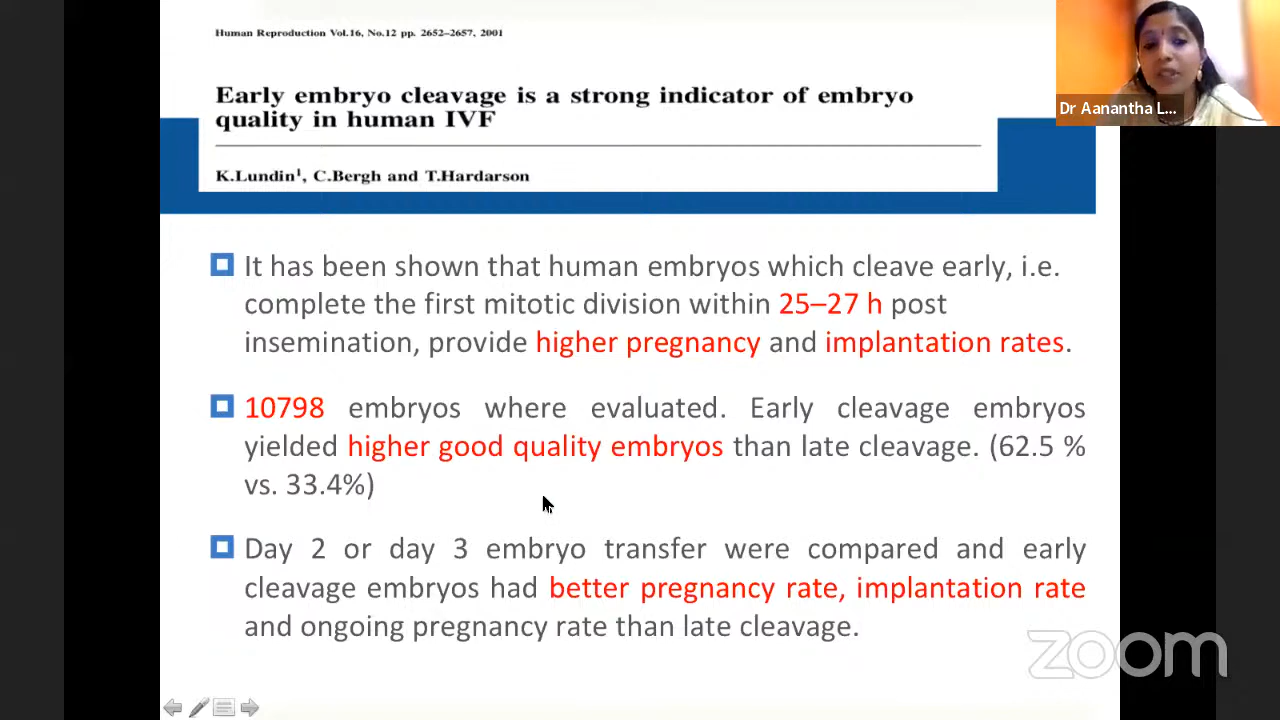 Human Reproduction Vol.16, No.12 pp. 2652–2657, 2001
Early embryo cleavage is a strong indicator of embryo
quality in human IVF
K.Lundin¹, C.Bergh and T.Hardarson
Dr Aanantha L...
It has been shown that human embryos which cleave early, i.e.
complete the first mitotic division within 25–27 h post
insemination, provide higher pregnancy and implantation rates.
10798 embryos where evaluated. Early cleavage embryos
yielded higher good quality embryos than late cleavage. (62.5 %
vs. 33.4%)
Day 2 or day 3 embryo transfer were compared and early
cleavage embryos had better pregnancy rate, implantation rate
and ongoing pregnancy rate than late cleavage.
zoom